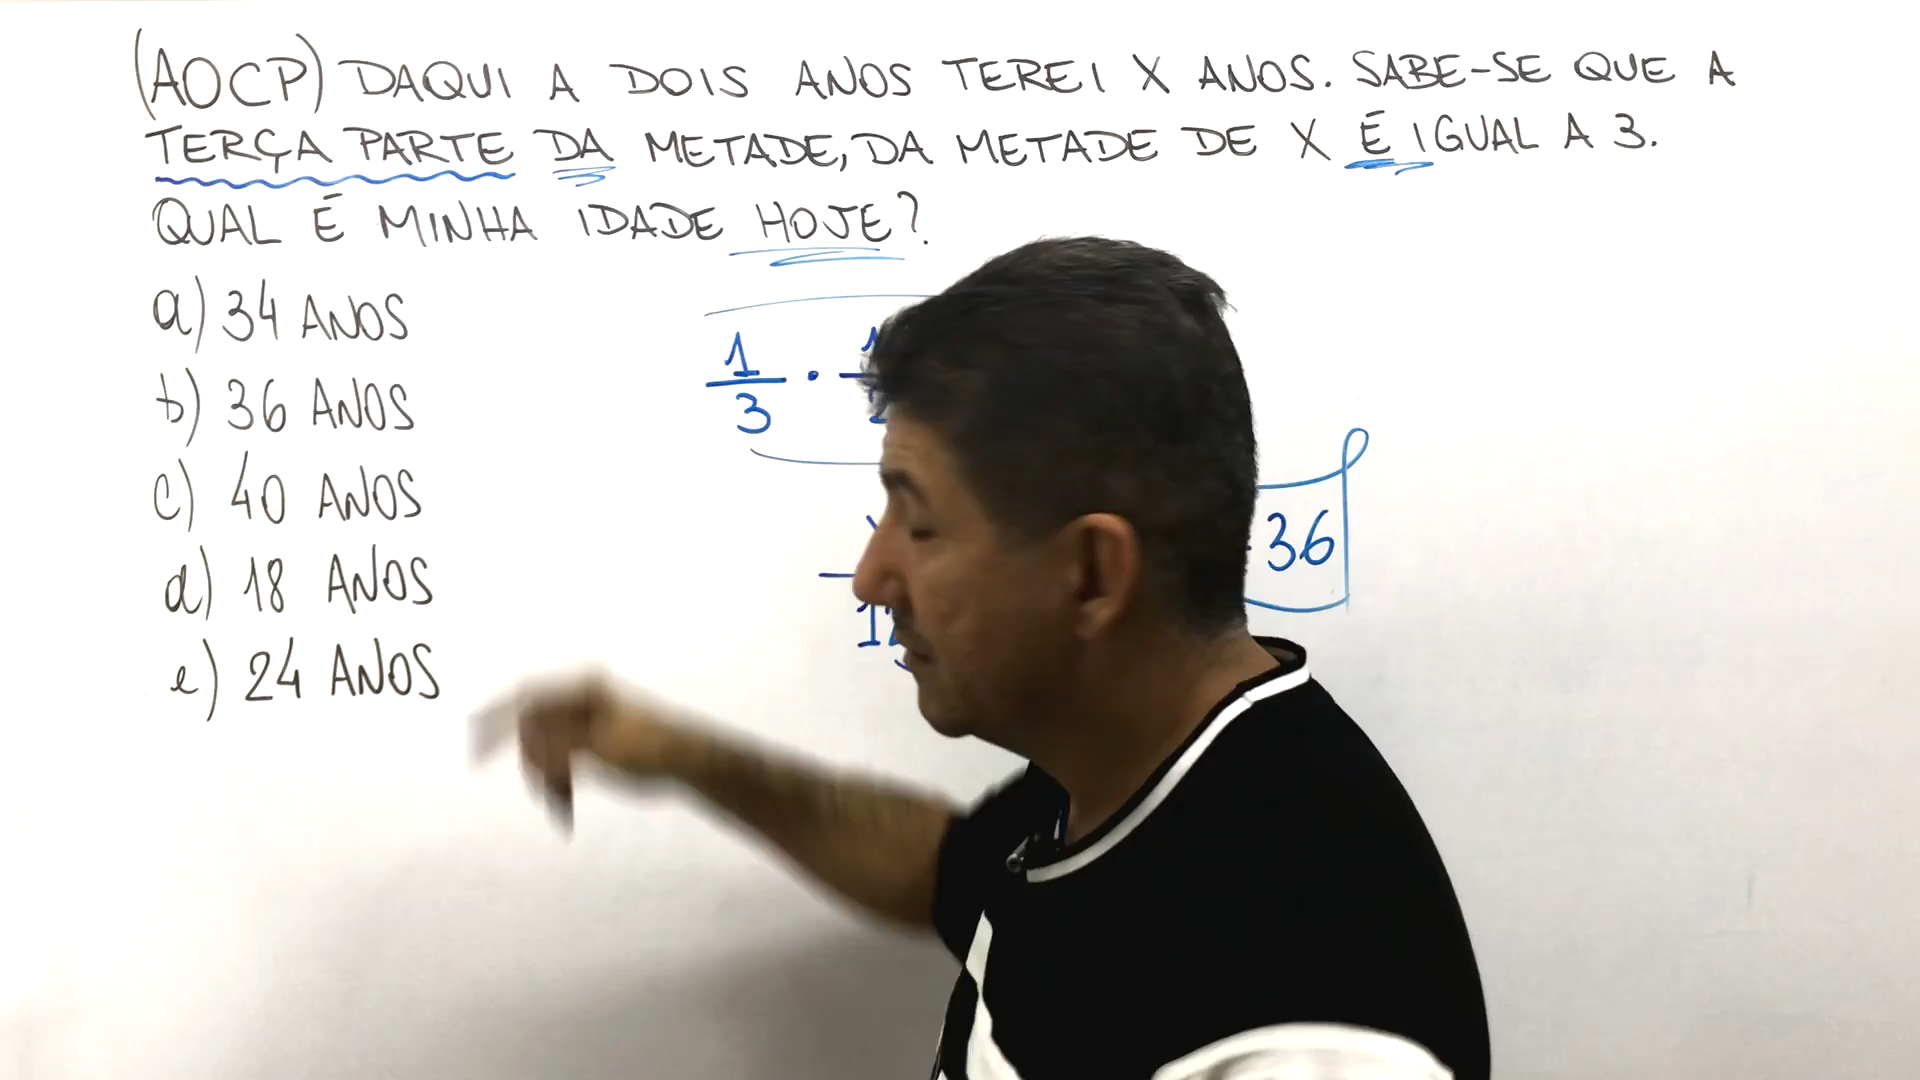 (AOCP) DAQUI A DOIS ANOS TEREI X ANOS. SABE-SE QUE A
TERÇA PARTE DA METADE, DA METADE DE X É IGUAL A 3.
QUAL É MINHA IDADE HOJE?
a) 34 ANOS
b) 36 ANOS
c) 40 ANOS
d) 18 ANOS
e) 24 ANOS
1
3 ·
36